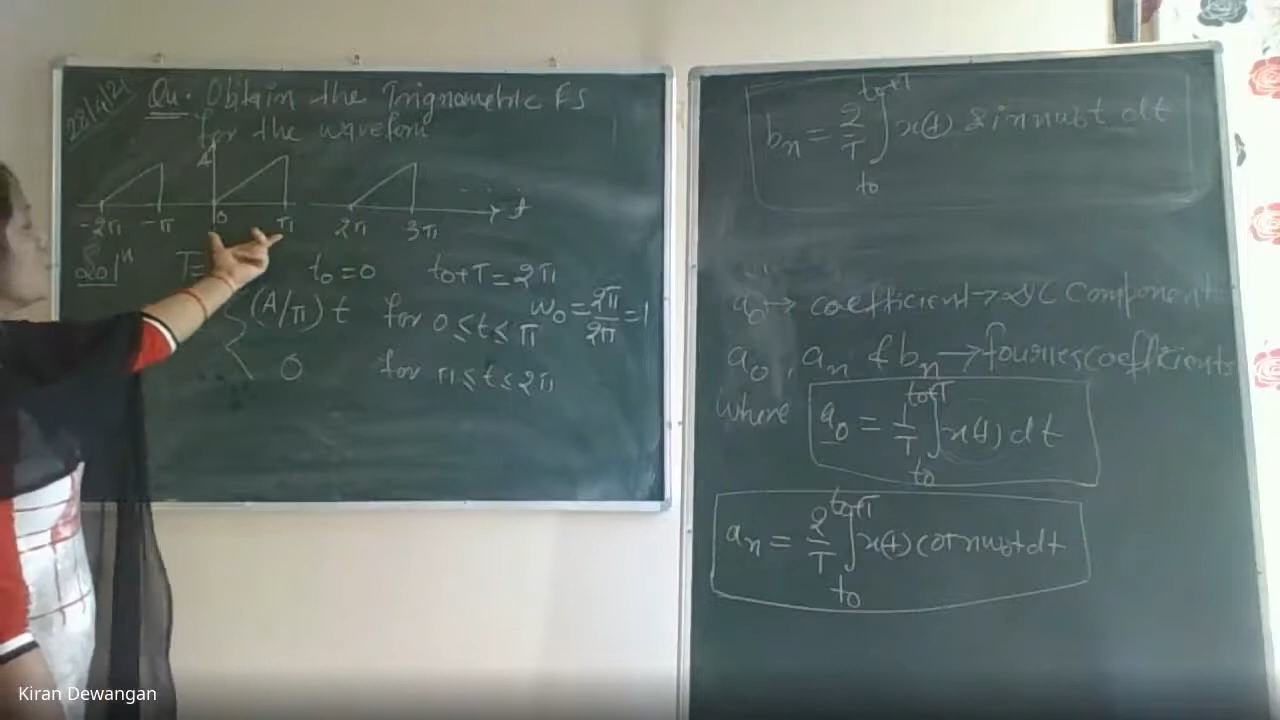 28/4/21
Qu. Obtain the Trignometric FS
for the waveform
A
-2π -π 0 π 2π 3π t
Solⁿ T= t₀=0 t₀+T=2π
(A/π) t for 0≤t≤π ω₀=2π/2π=1
0 for π≤t≤2π
bₙ = 2/T ∫ₜ₀^(t₀+T) x(t) sin nω₀t dt
a₀ → coefficient → DC Component
a₀, aₙ & bₙ → fourier coefficients
where a₀ = 1/T ∫ₜ₀^(t₀+T) x(t) dt
aₙ = 2/T ∫ₜ₀^(t₀+T) x(t) cos nω₀t dt
Kiran Dewangan